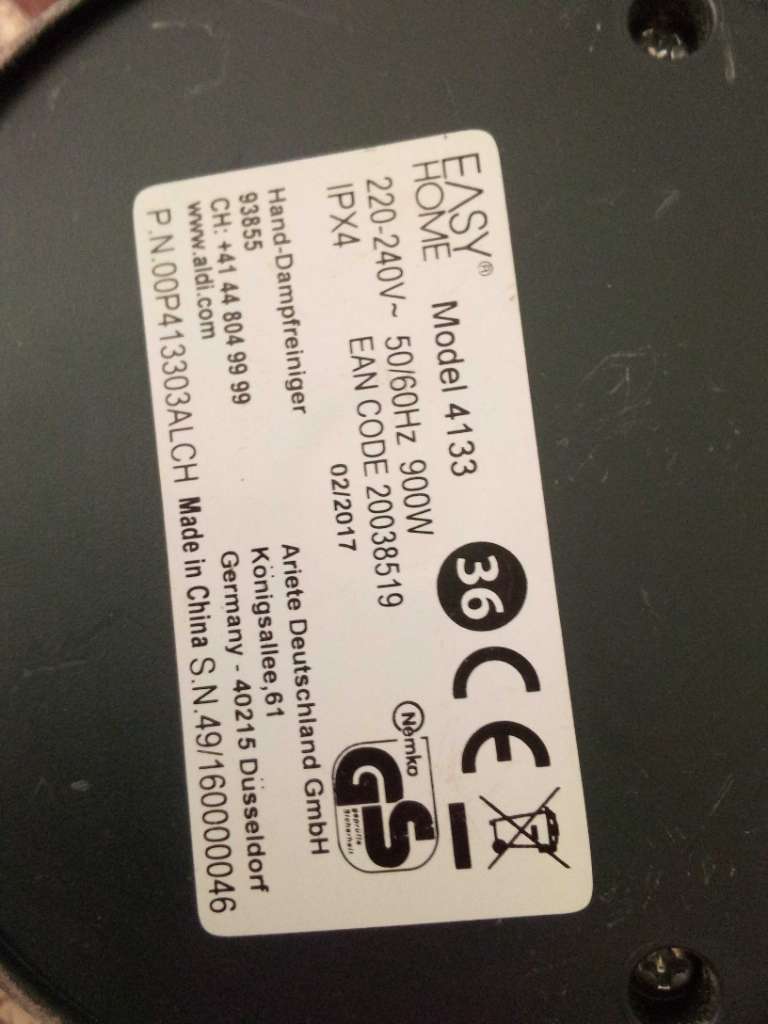 EASY HOME® Model 4133
220-240V~ 50/60Hz 900W
IPX4 EAN CODE 20038519
02/2017
36 CE
Nemko
GS
geprüfte
Sicherheit
Hand-Dampfreiniger
93855
CH: +41 44 804 99 99
www.aldi.com
Ariete Deutschland GmbH
Königsallee,61
Germany - 40215 Düsseldorf
P.N.00P413303ALCH Made in China S.N.49/160000046